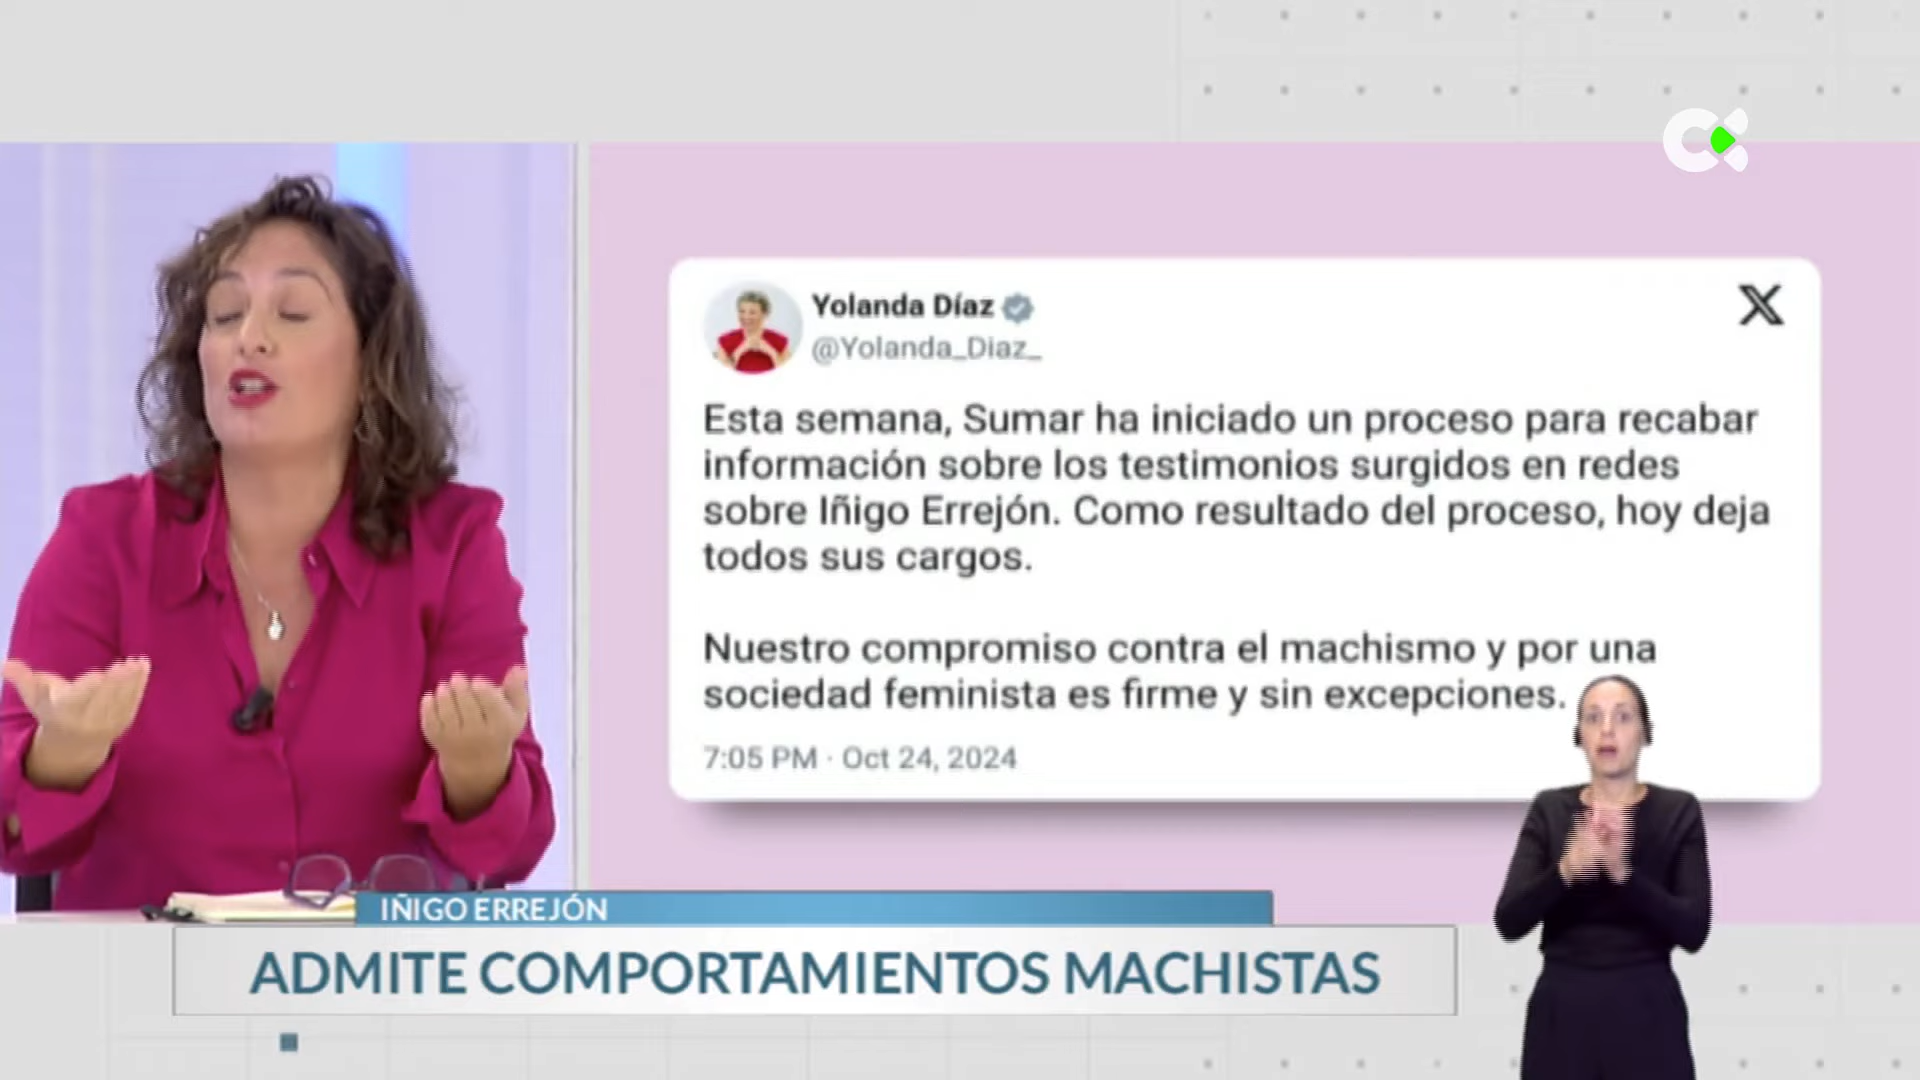 Yolanda Díaz
@Yolanda_Diaz_
Esta semana, Sumar ha iniciado un proceso para recabar
información sobre los testimonios surgidos en redes
sobre Iñigo Errejón. Como resultado del proceso, hoy deja
todos sus cargos.
Nuestro compromiso contra el machismo y por una
sociedad feminista es firme y sin excepciones.
7:05 PM · Oct 24, 2024
IÑIGO ERREJÓN
ADMITE COMPORTAMIENTOS MACHISTAS